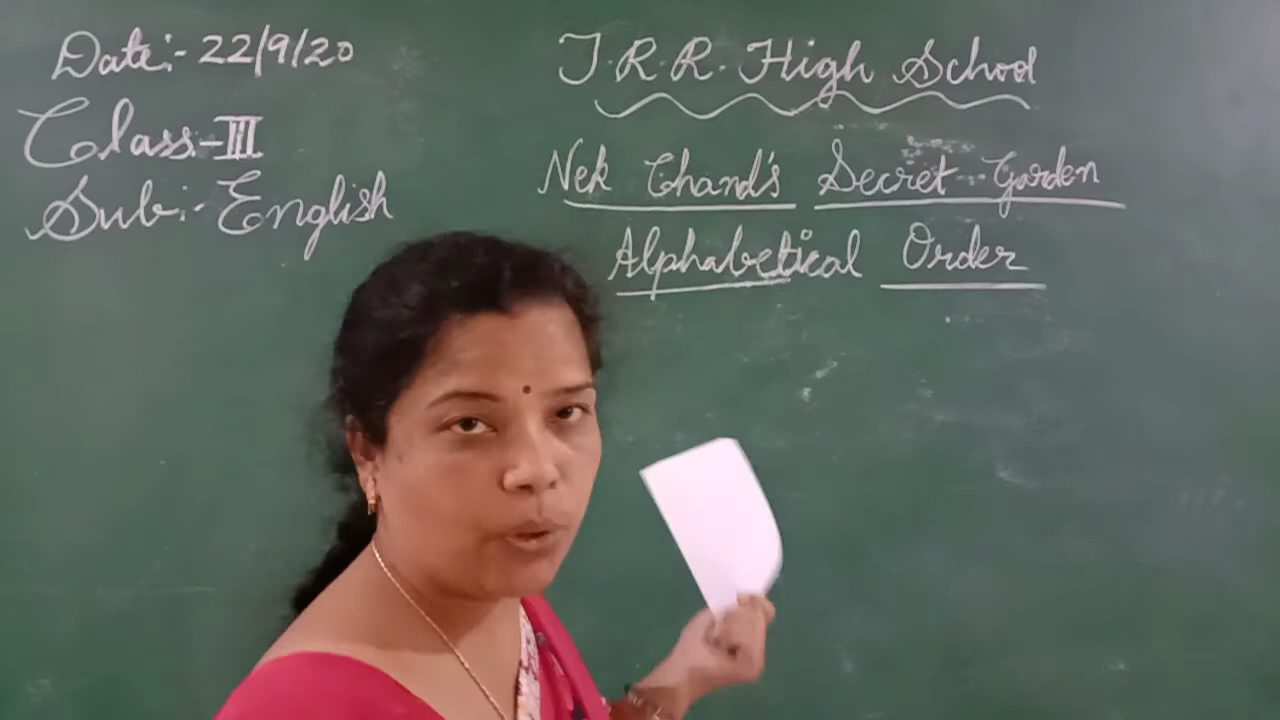 Date:- 22/9/20
Class:-III
Sub:- English
T.R.R. High School
Nek Chand's Secret Garden
Alphabetical Order